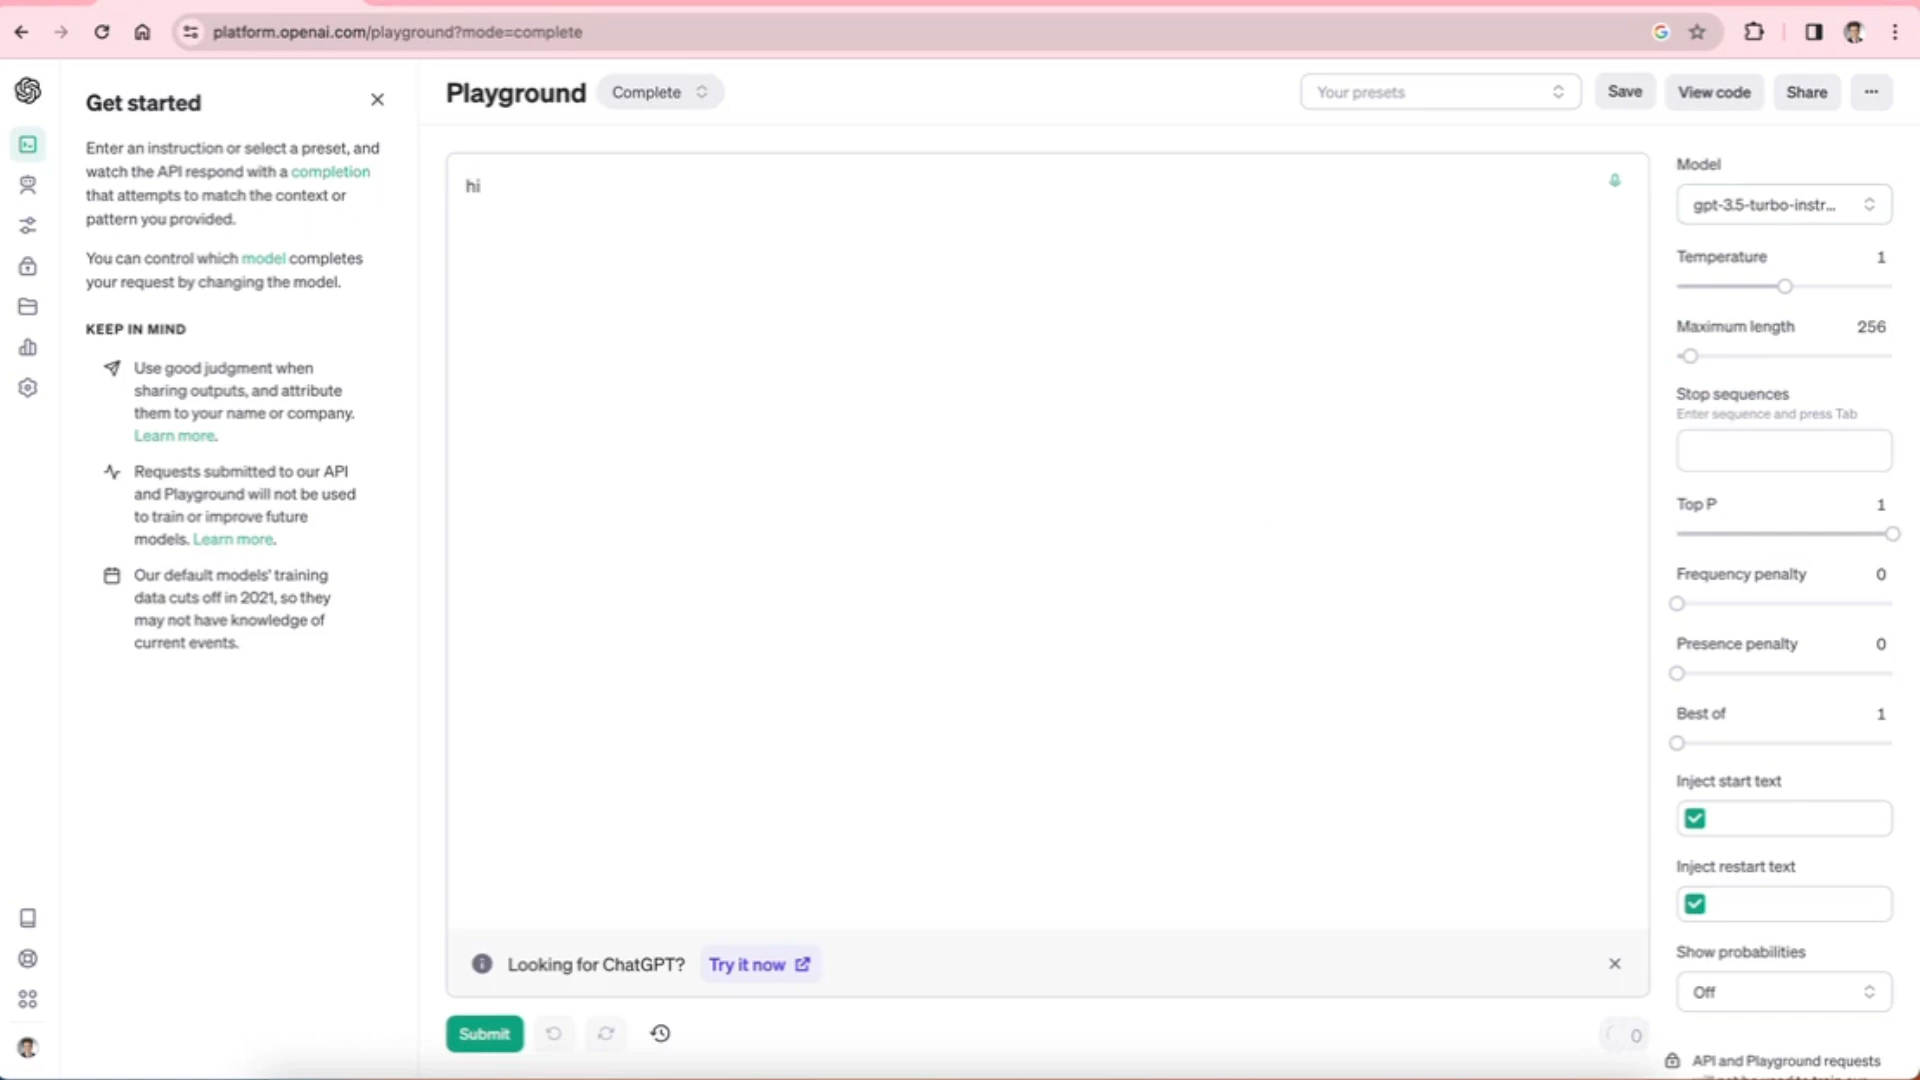 platform.openai.com/playground?mode=complete
Get started
Enter an instruction or select a preset, and
watch the API respond with a completion
that attempts to match the context or
pattern you provided.
You can control which model completes
your request by changing the model.
KEEP IN MIND
Use good judgment when
sharing outputs, and attribute
them to your name or company.
Learn more.
Requests submitted to our API
and Playground will not be used
to train or improve future
models. Learn more.
Our default models' training
data cuts off in 2021, so they
may not have knowledge of
current events.
Playground
Complete
Your presets
Save
View code
Share
hi
Looking for ChatGPT?
Try it now
Submit
0
Model
gpt-3.5-turbo-instr...
Temperature 1
Maximum length 256
Stop sequences
Enter sequence and press Tab
Top P 1
Frequency penalty 0
Presence penalty 0
Best of 1
Inject start text
Inject restart text
Show probabilities
Off
API and Playground requests